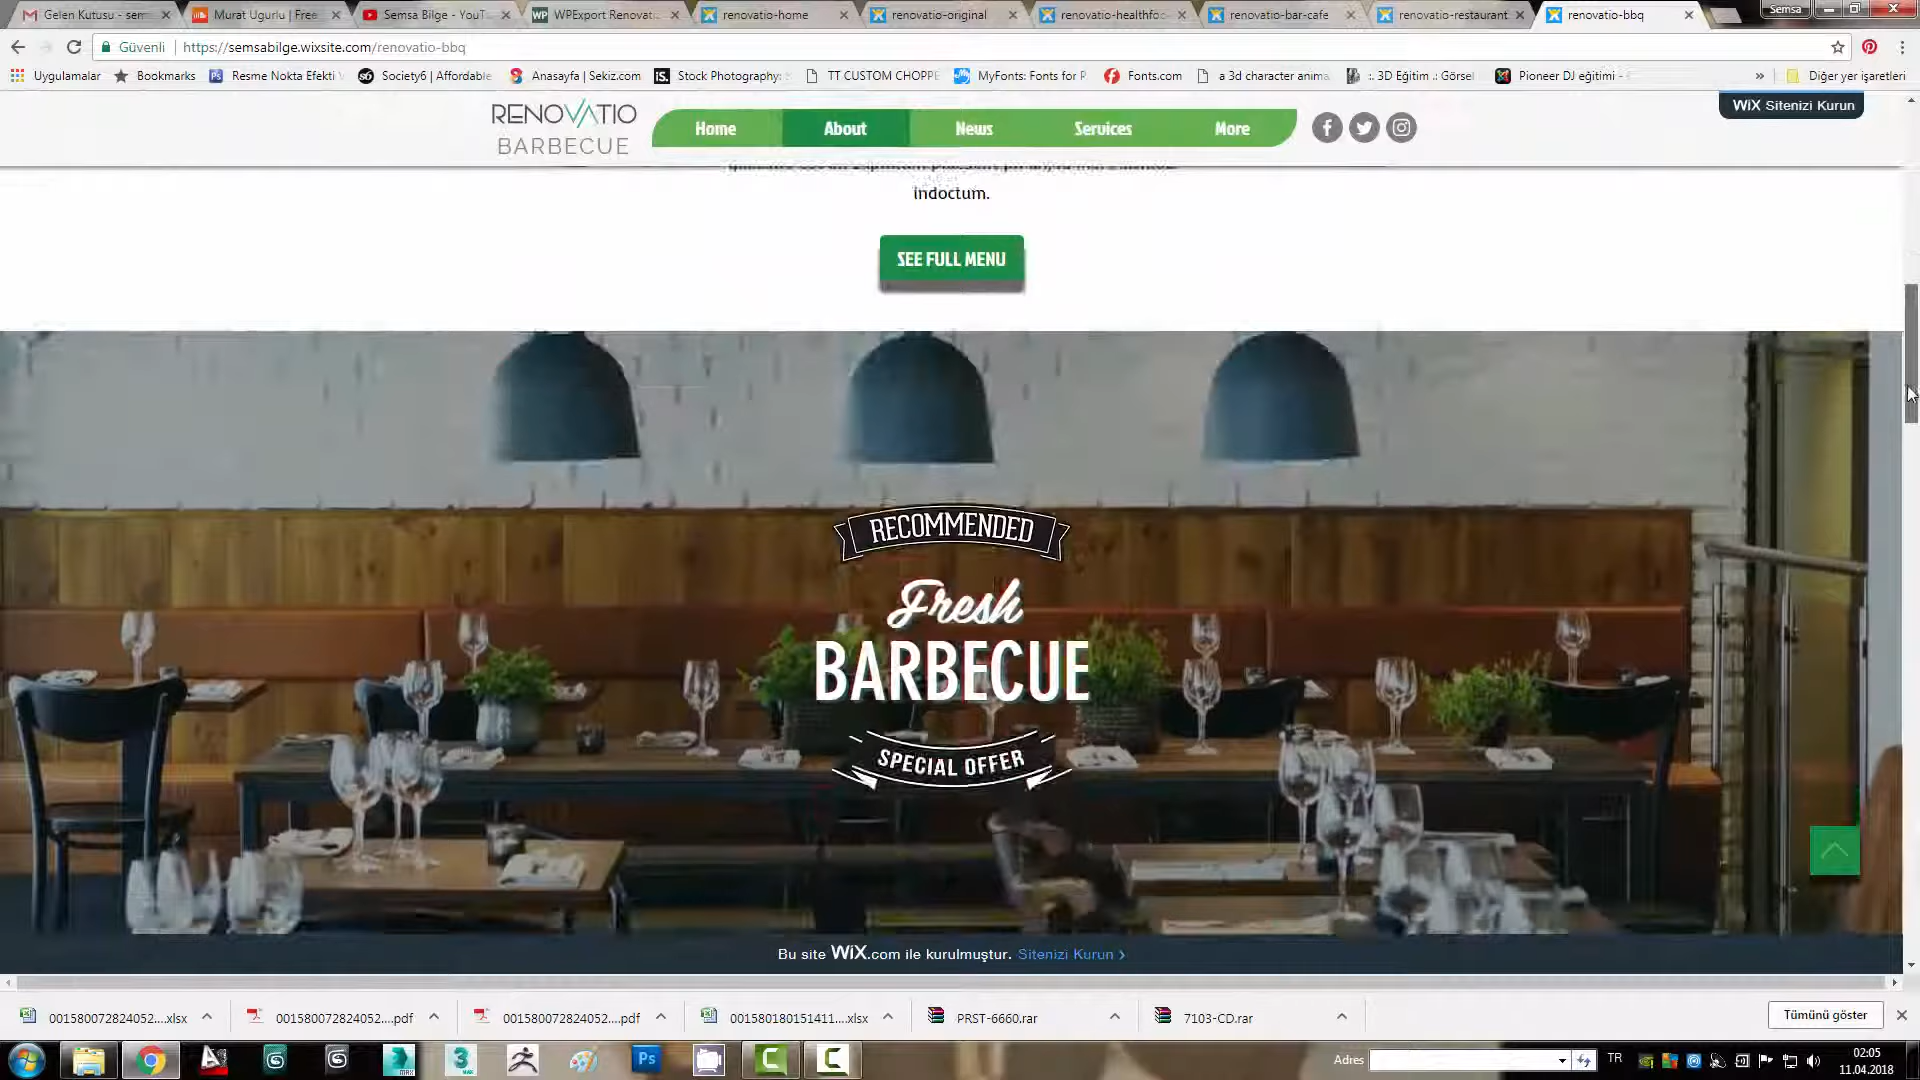 Gelen Kutusu - sem
Murat Ugurlu | Free
Semsa Bilge - YouT
WPExport Renovati
renovatio-home
renovatio-original
renovatio-healthfoo
renovatio-bar-cafe
renovatio-restaurant
renovatio-bbq
Semsa
Güvenli
https://semsabilge.wixsite.com/renovatio-bbq
Uygulamalar
Bookmarks
Resme Nokta Efekti
Society6 | Affordable
Anasayfa | Sekiz.com
Stock Photography:
TT CUSTOM CHOPPE
MyFonts: Fonts for P
Fonts.com
a 3d character anima
:. 3D Eğitim .: Görsel
Pioneer DJ eğitimi -
»
Diğer yer işaretleri
RENOVATIO
BARBECUE
Home
About
News
Services
More
WiX Sitenizi Kurun
indoctum.
SEE FULL MENU
RECOMMENDED
Fresh
BARBECUE
SPECIAL OFFER
Bu site WiX.com ile kurulmuştur. Sitenizi Kurun >
001580072824052....xlsx
001580072824052....pdf
001580072824052....pdf
001580180151411....xlsx
PRST-6660.rar
7103-CD.rar
Tümünü göster
Adres
TR
02:05
11.04.2018